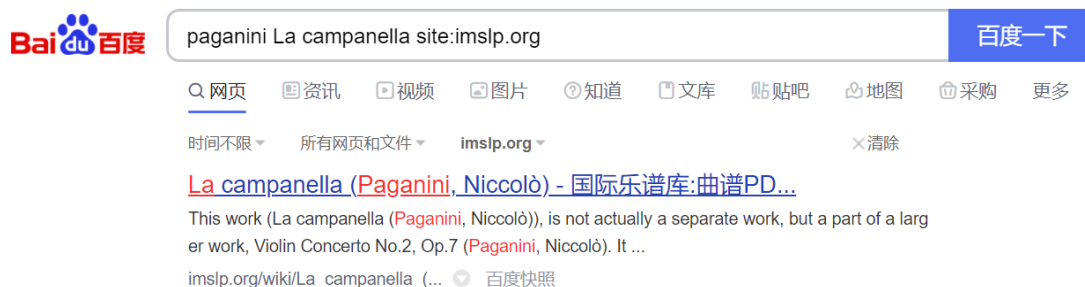 Bai du 百度 paganini La campanella site:imslp.org 百度一下
网页 资讯 视频 图片 知道 文库 贴吧 地图 采购 更多
时间不限 所有网页和文件 imslp.org 清除
La campanella (Paganini, Niccolò) - 国际乐谱库:曲谱PD...
This work (La campanella (Paganini, Niccolò)), is not actually a separate work, but a part of a larg
er work, Violin Concerto No.2, Op.7 (Paganini, Niccolò). It ...
imslp.org/wiki/La_campanella_(... 百度快照